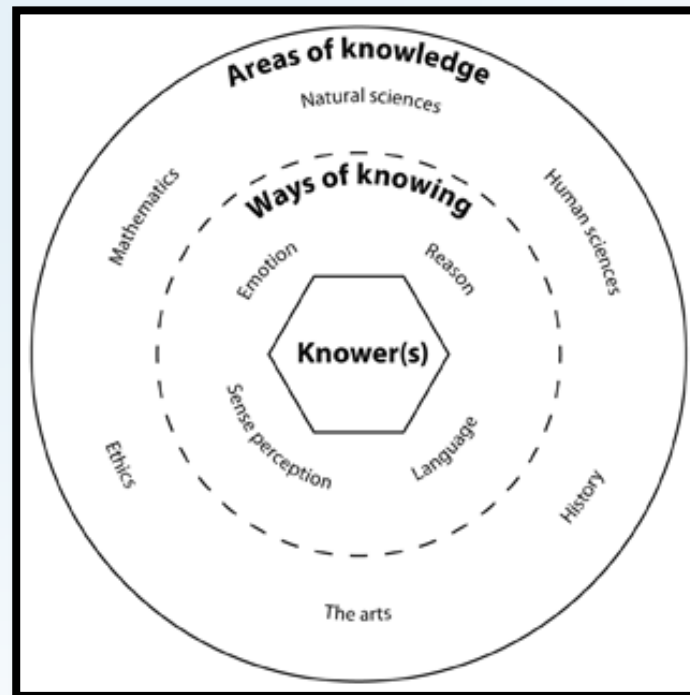 Areas of knowledge
Natural sciences
Mathematics
Human sciences
Ways of knowing
Emotion
Reason
Knower(s)
Sense perception
Language
Ethics
History
The arts